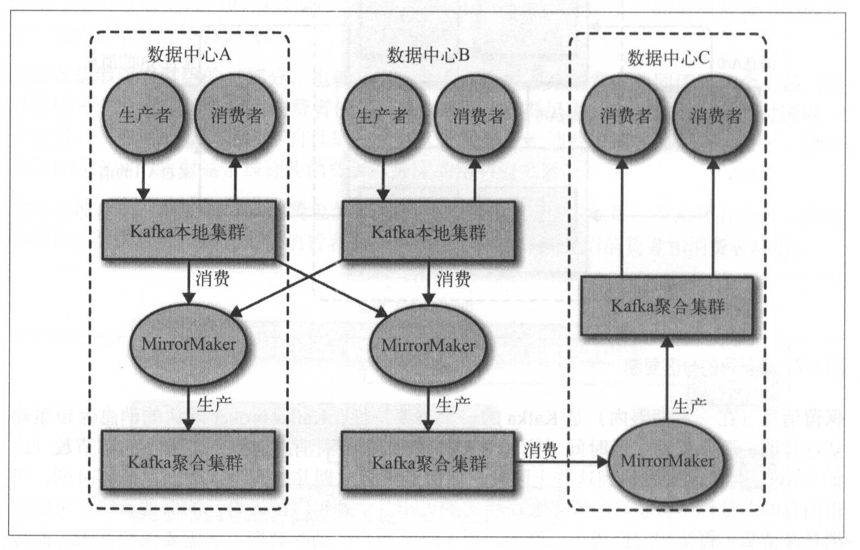 数据中心A
数据中心B
数据中心C
生产者
消费者
生产者
消费者
消费者
消费者
Kafka本地集群
Kafka本地集群
消费
消费
Kafka聚合集群
MirrorMaker
MirrorMaker
生产
生产
生产
Kafka聚合集群
Kafka聚合集群
消费
MirrorMaker